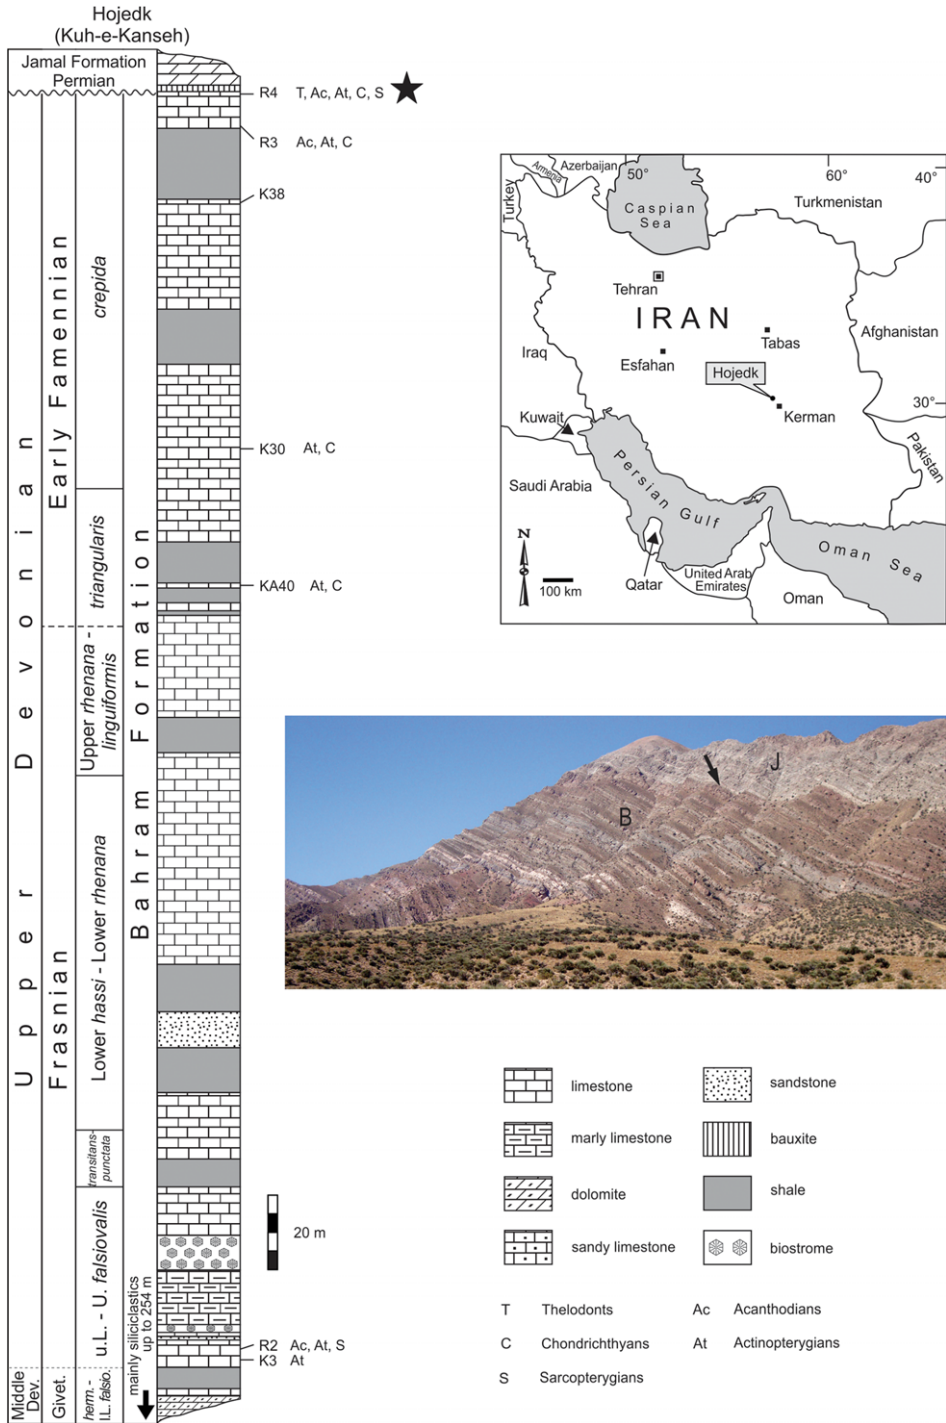 Hojedk
(Kuh-e-Kanseh)
Jamal Formation
Permian
Upper Devonian
Middle
Dev.
Early Famennian
Frasnian
Givet.
crepida
triangularis
Upper rhenana -
linguiformis
Lower hassi - Lower rhenana
transitans-
punctata
u.L. - U. falsiovalis
herm.-
l.L. falsio.
Bahram Formation
mainly siliciclastics
up to 254 m
R4 T, Ac, At, C, S
R3 Ac, At, C
K38
K30 At, C
KA40 At, C
R2 Ac, At, S
K3 At
20 m
50°
60°
40°
30°
Turkey
Armenia
Azerbaijan
Caspian
Sea
Turkmenistan
Tehran
IRAN
Tabas
Afghanistan
Iraq
Esfahan
Hojedk
Kerman
Kuwait
Pakistan
Saudi Arabia
Persian Gulf
N
100 km
Qatar
United Arab
Emirates
Oman
Oman Sea
J
B
limestone
marly limestone
dolomite
sandy limestone
sandstone
bauxite
shale
biostrome
T Thelodonts
C Chondrichthyans
S Sarcopterygians
Ac Acanthodians
At Actinopterygians